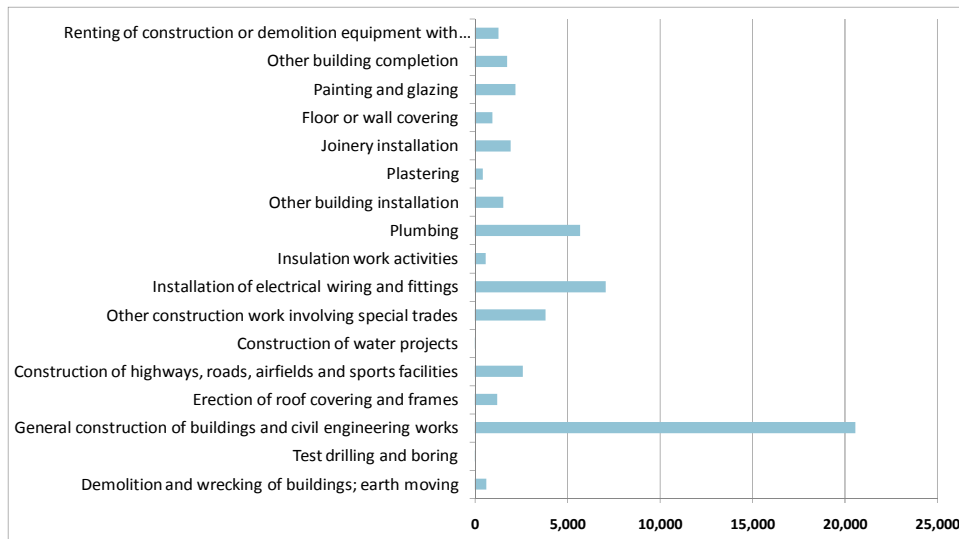 Renting of construction or demolition equipment with…
Other building completion
Painting and glazing
Floor or wall covering
Joinery installation
Plastering
Other building installation
Plumbing
Insulation work activities
Installation of electrical wiring and fittings
Other construction work involving special trades
Construction of water projects
Construction of highways, roads, airfields and sports facilities
Erection of roof covering and frames
General construction of buildings and civil engineering works
Test drilling and boring
Demolition and wrecking of buildings; earth moving
0 5,000 10,000 15,000 20,000 25,000